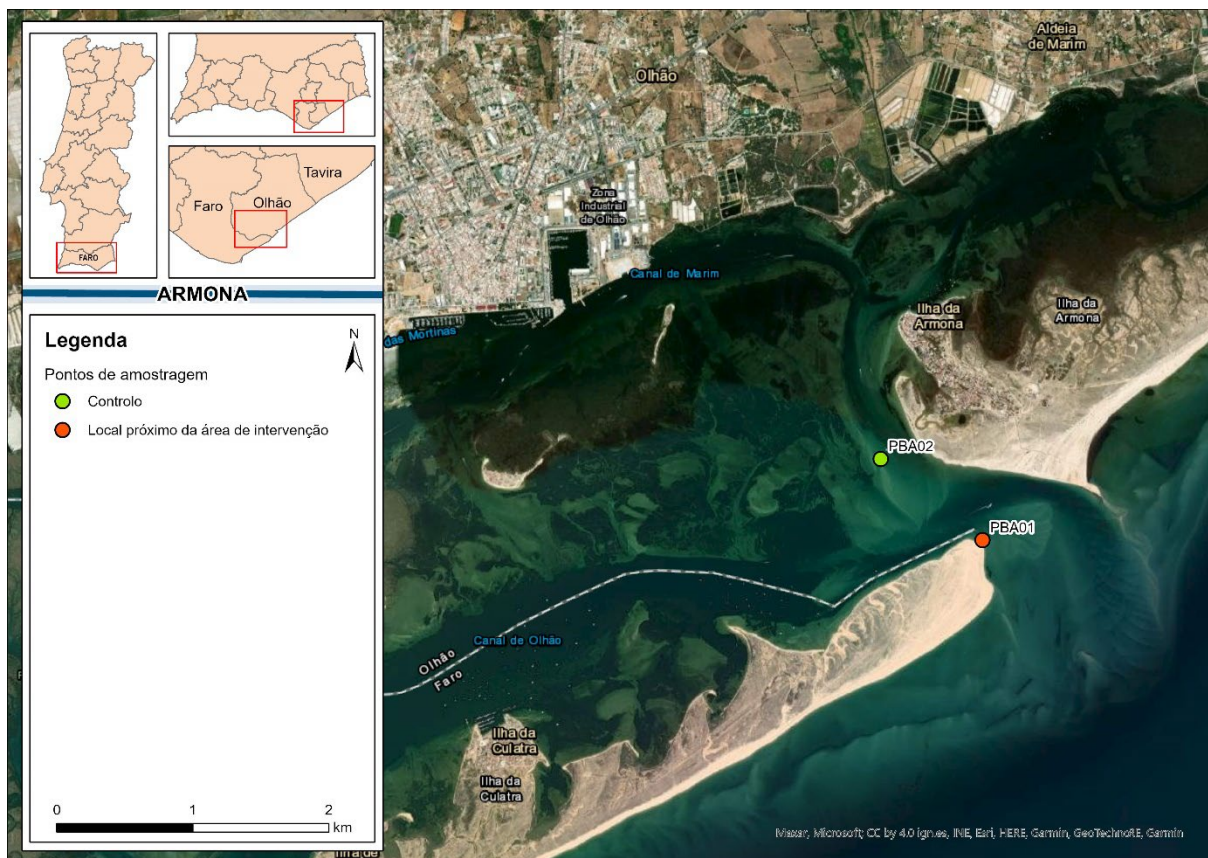 FARO
Faro
Olhão
Tavira
ARMONA
Legenda
N
Pontos de amostragem
Controlo
Local próximo da área de intervenção
0 1 2
km
Olhão
Aldeia
de Marim
Zona
Industrial
de Olhão
Canal de Marim
das Mortinas
Ilha da
Armona
Ilha da
Armona
PBA02
PBA01
Canal de Olhão
Olhão
Faro
Ilha da
Culatra
Ilha da
Culatra
Ilha de
Maxar, Microsoft; CC by 4.0 ign.es, INE, Esri, HERE, Garmin, GeoTechnoRE, Garmin